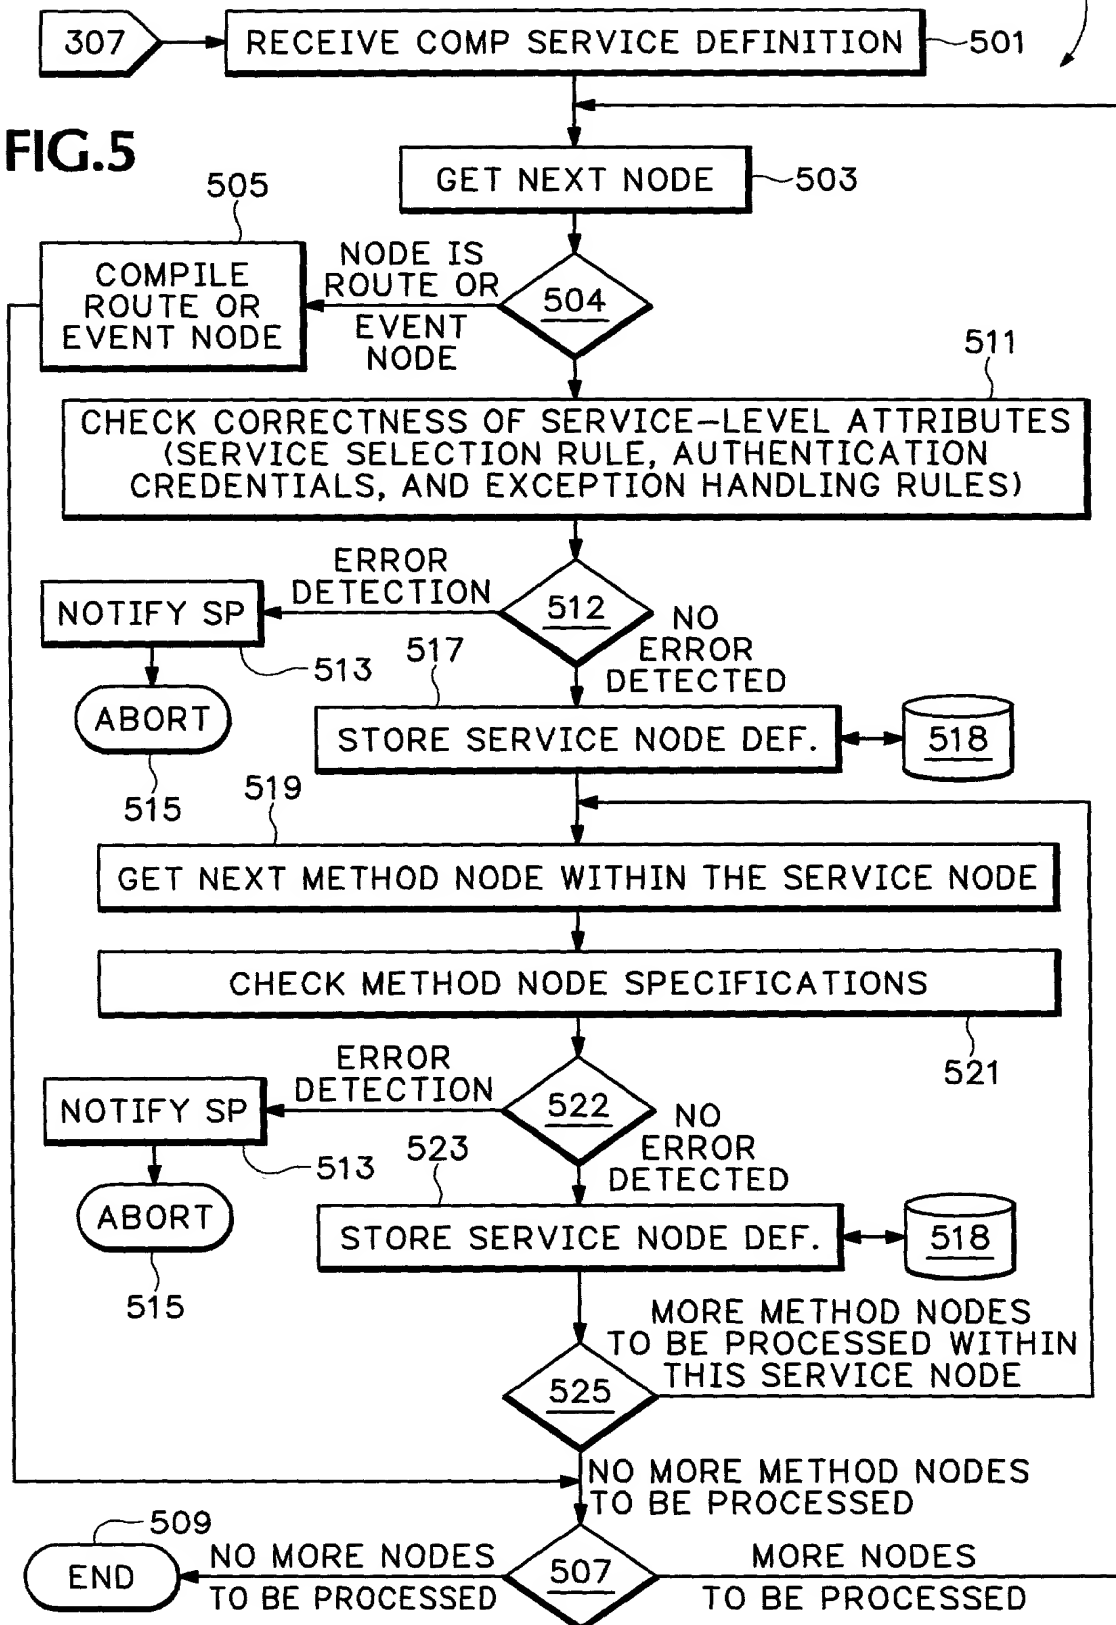 307
RECEIVE COMP SERVICE DEFINITION
501
FIG.5
GET NEXT NODE
503
505
COMPILE
ROUTE OR
EVENT NODE
NODE IS
ROUTE OR
EVENT
NODE
504
511
CHECK CORRECTNESS OF SERVICE-LEVEL ATTRIBUTES
(SERVICE SELECTION RULE, AUTHENTICATION
CREDENTIALS, AND EXCEPTION HANDLING RULES)
ERROR
DETECTION
512
NOTIFY SP
513
NO
ERROR
DETECTED
ABORT
515
517
STORE SERVICE NODE DEF.
518
519
GET NEXT METHOD NODE WITHIN THE SERVICE NODE
CHECK METHOD NODE SPECIFICATIONS
521
ERROR
DETECTION
522
NOTIFY SP
513
NO
ERROR
DETECTED
ABORT
515
523
STORE SERVICE NODE DEF.
518
MORE METHOD NODES
TO BE PROCESSED WITHIN
THIS SERVICE NODE
525
NO MORE METHOD NODES
TO BE PROCESSED
509
END
NO MORE NODES
TO BE PROCESSED
507
MORE NODES
TO BE PROCESSED